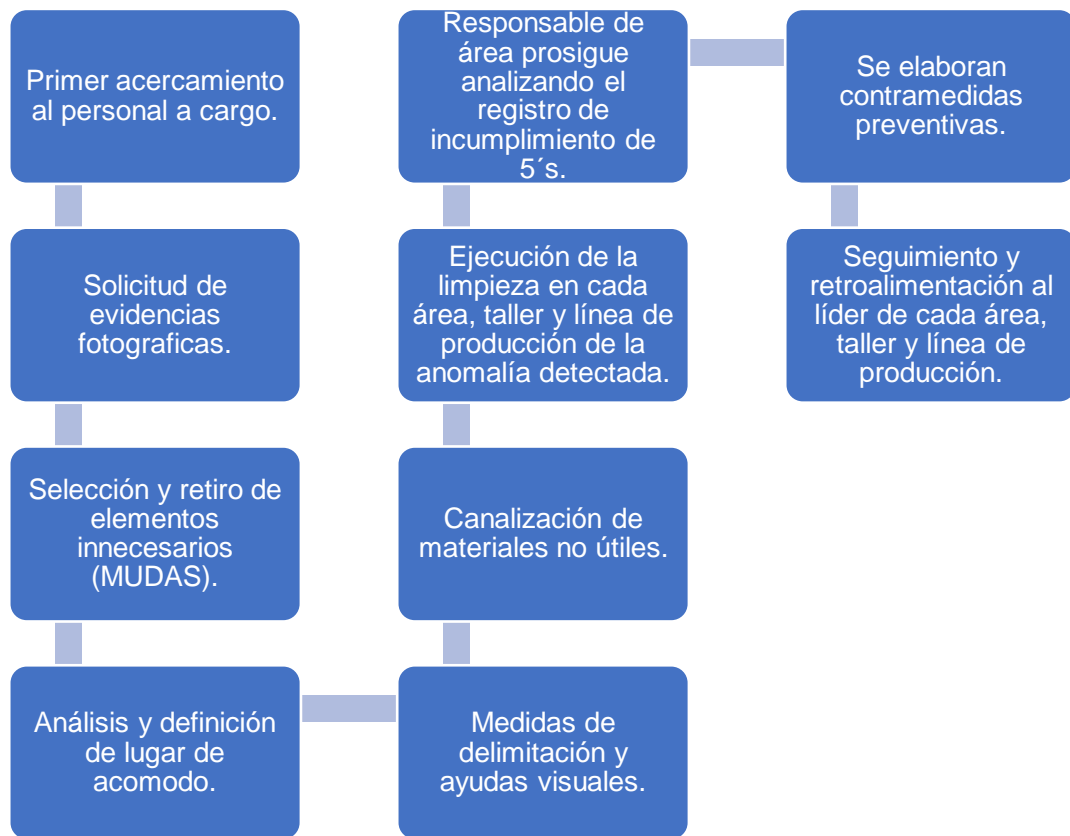 Primer acercamiento
al personal a cargo.
Solicitud de
evidencias
fotograficas.
Selección y retiro de
elementos
innecesarios
(MUDAS).
Análisis y definición
de lugar de
acomodo.
Medidas de
delimitación y
ayudas visuales.
Canalización de
materiales no útiles.
Ejecución de la
limpieza en cada
área, taller y línea de
producción de la
anomalía detectada.
Responsable de
área prosigue
analizando el
registro de
incumplimiento de
5´s.
Se elaboran
contramedidas
preventivas.
Seguimiento y
retroalimentación al
líder de cada área,
taller y línea de
producción.